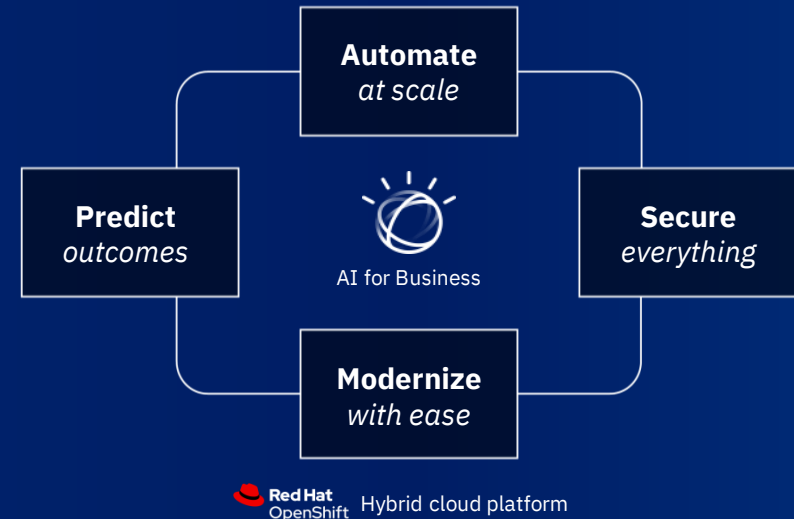 Automate
at scale
Predict
outcomes
AI for Business
Secure
everything
Modernize
with ease
Red Hat
OpenShift
Hybrid cloud platform